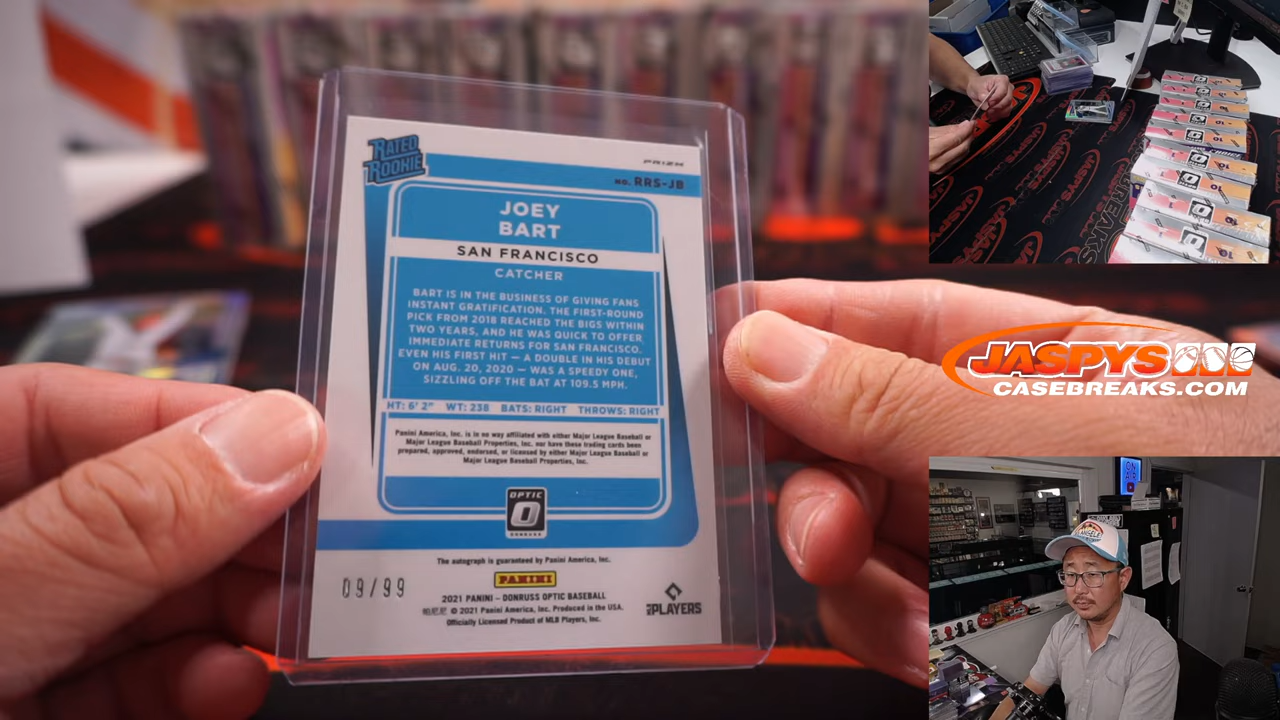 RATED
ROOKIE
PRIZM
NO. RRS-JB
JOEY
BART
SAN FRANCISCO
CATCHER
BART IS IN THE BUSINESS OF GIVING FANS
INSTANT GRATIFICATION. THE FIRST-ROUND
PICK FROM 2018 REACHED THE BIGS WITHIN
TWO YEARS, AND HE WAS QUICK TO OFFER
IMMEDIATE RETURNS FOR SAN FRANCISCO.
EVEN HIS FIRST HIT — A DOUBLE IN HIS DEBUT
ON AUG. 20, 2020 — WAS A SPEEDY ONE,
SIZZLING OFF THE BAT AT 109.5 MPH.
HT: 6' 2" WT: 238 BATS: RIGHT THROWS: RIGHT
Panini America, Inc. is in no way affiliated with either Major League Baseball or
Major League Baseball Properties, Inc. nor have these trading cards been
prepared, approved, endorsed, or licensed by either Major League Baseball or
Major League Baseball Properties, Inc.
OPTIC
O
DONRUSS
The autograph is guaranteed by Panini America, Inc.
PANINI
09/99
2021 PANINI – DONRUSS OPTIC BASEBALL
© 2021 Panini America, Inc. Produced in the USA.
Officially Licensed Product of MLB Players, Inc.
MLB PLAYERS
JASPYS
CASEBREAKS.COM
JASPYS
BREAKS
ON
AIR